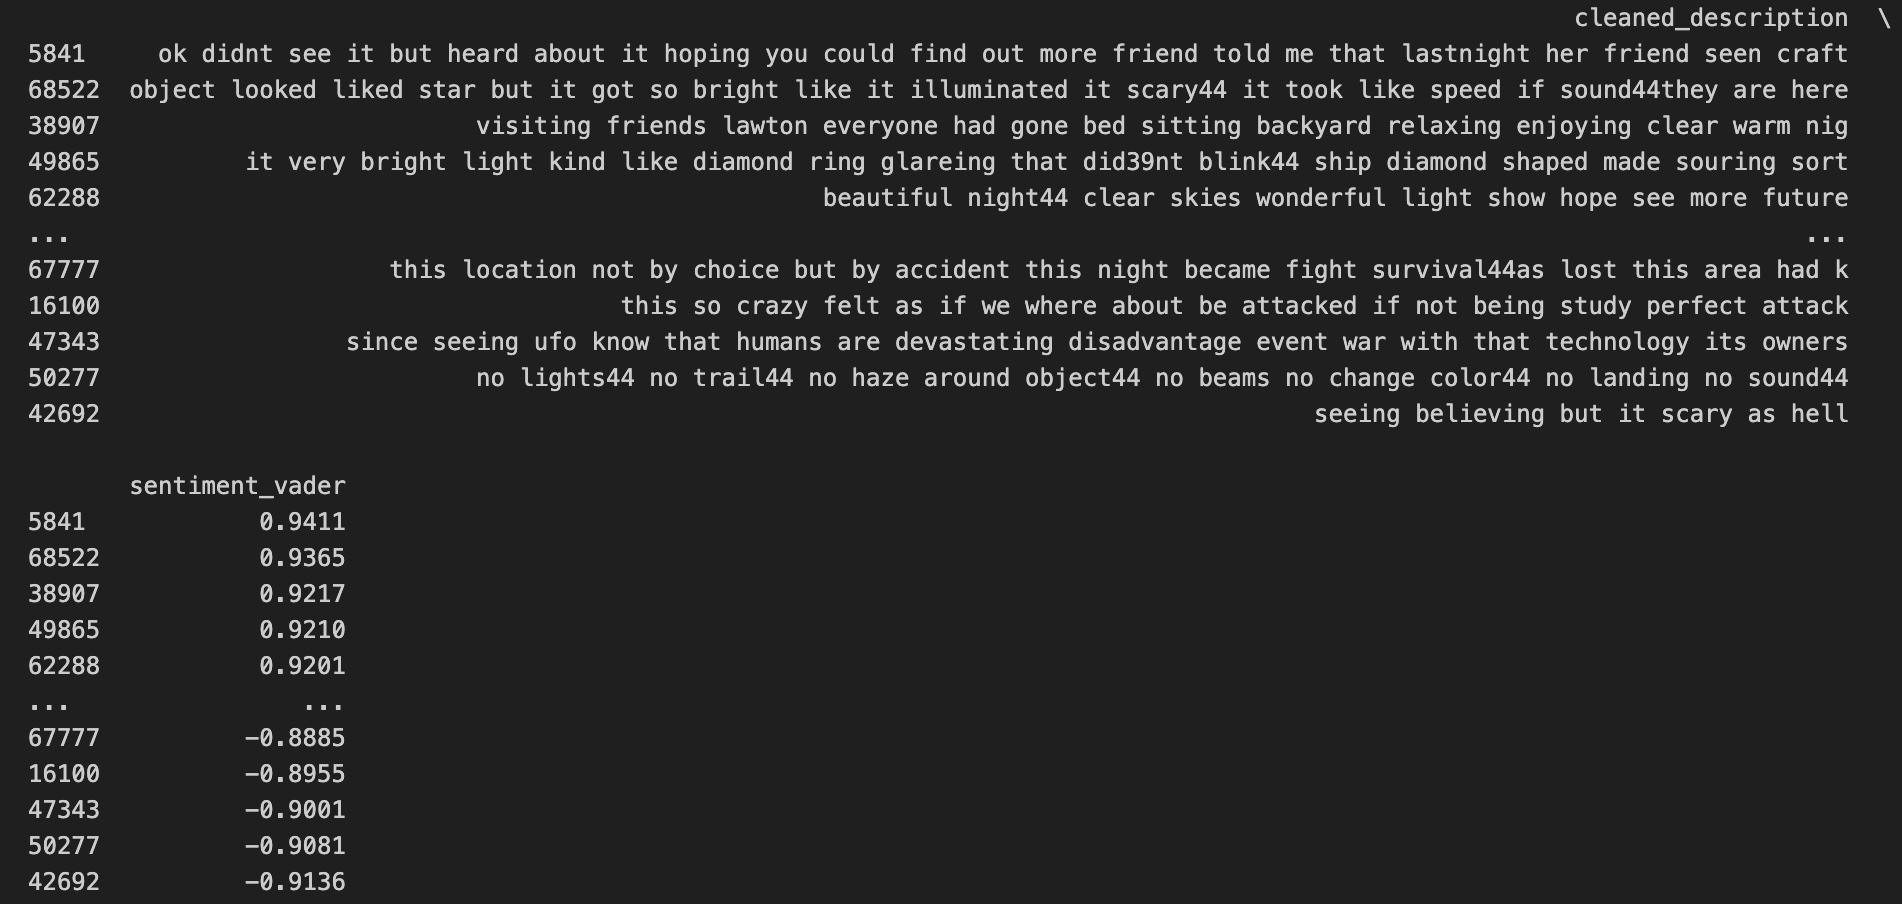 cleaned_description \
5841 ok didnt see it but heard about it hoping you could find out more friend told me that lastnight her friend seen craft
68522 object looked liked star but it got so bright like it illuminated it scary44 it took like speed if sound44they are here
38907 visiting friends lawton everyone had gone bed sitting backyard relaxing enjoying clear warm nig
49865 it very bright light kind like diamond ring glareing that did39nt blink44 ship diamond shaped made souring sort
62288 beautiful night44 clear skies wonderful light show hope see more future
... ...
67777 this location not by choice but by accident this night became fight survival44as lost this area had k
16100 this so crazy felt as if we where about be attacked if not being study perfect attack
47343 since seeing ufo know that humans are devastating disadvantage event war with that technology its owners
50277 no lights44 no trail44 no haze around object44 no beams no change color44 no landing no sound44
42692 seeing believing but it scary as hell
sentiment_vader
5841 0.9411
68522 0.9365
38907 0.9217
49865 0.9210
62288 0.9201
... ...
67777 -0.8885
16100 -0.8955
47343 -0.9001
50277 -0.9081
42692 -0.9136